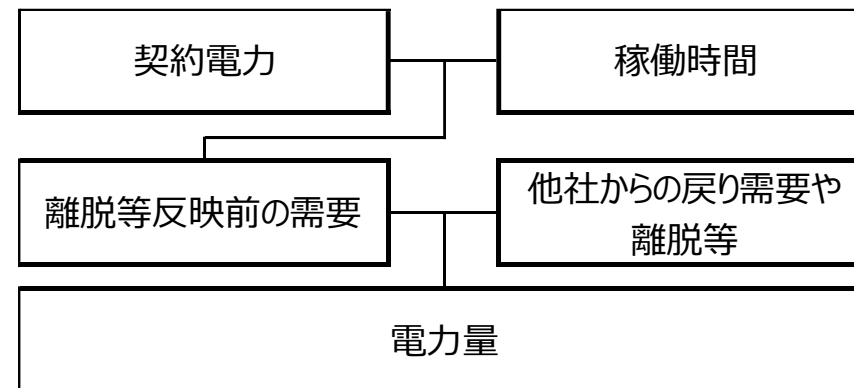 契約電力
稼働時間
離脱等反映前の需要
他社からの戻り需要や
離脱等
電力量